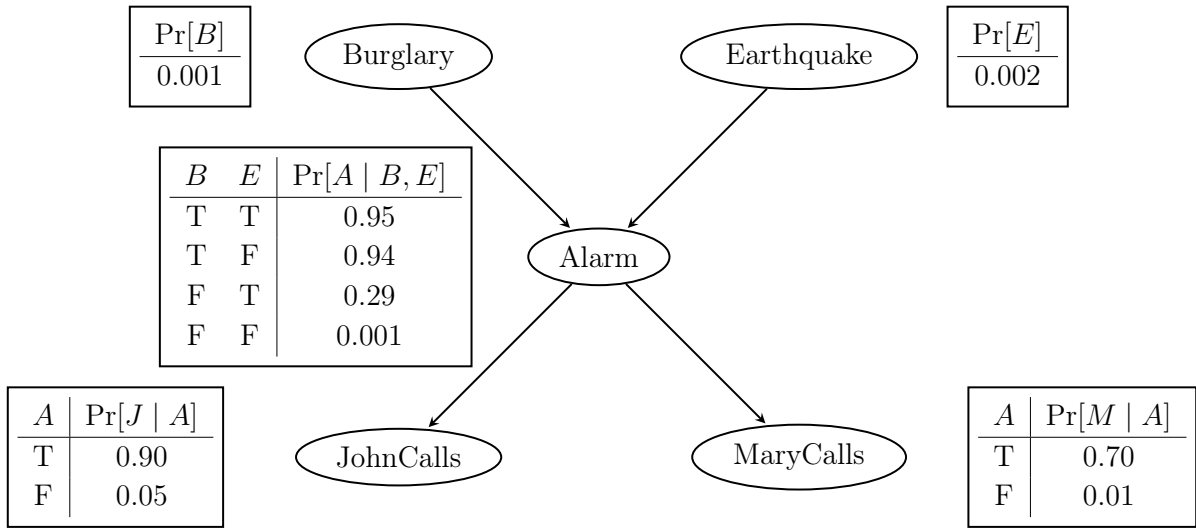 Pr[B]
0.001
Burglary
Earthquake
Pr[E]
0.002
B E Pr[A | B, E]
T T 0.95
T F 0.94
F T 0.29
F F 0.001
Alarm
A Pr[J | A]
T 0.90
F 0.05
JohnCalls
MaryCalls
A Pr[M | A]
T 0.70
F 0.01